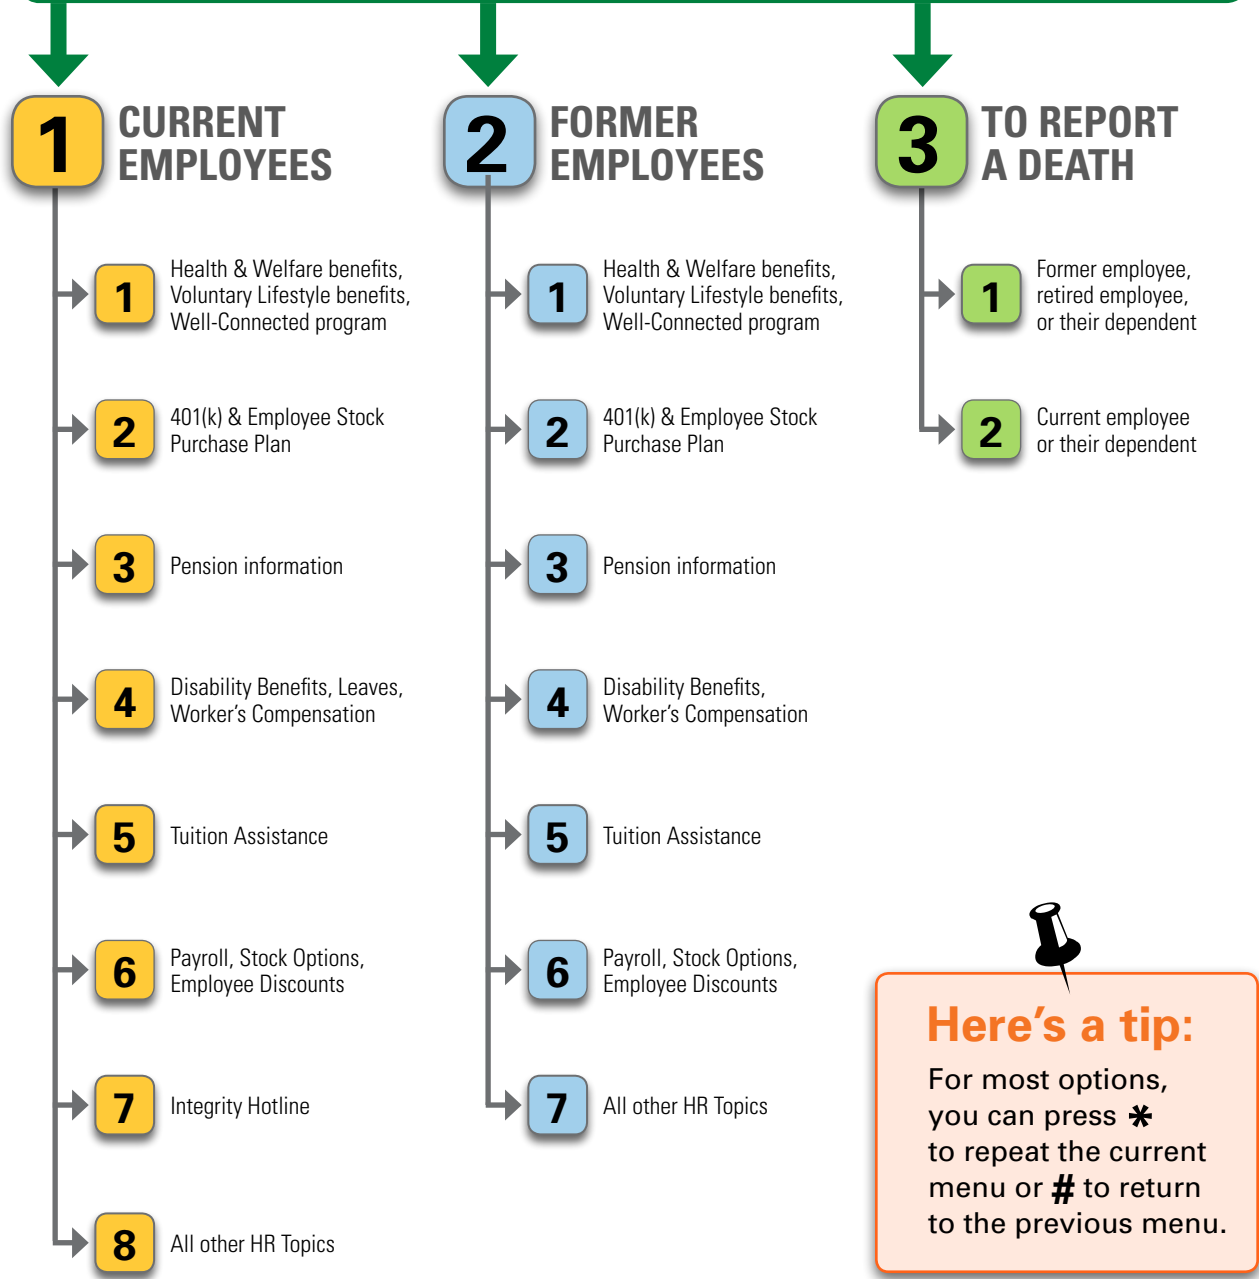 1
CURRENT
EMPLOYEES
1
Health & Welfare benefits,
Voluntary Lifestyle benefits,
Well-Connected program
2
401(k) & Employee Stock
Purchase Plan
3
Pension information
4
Disability Benefits, Leaves,
Worker's Compensation
5
Tuition Assistance
6
Payroll, Stock Options,
Employee Discounts
7
Integrity Hotline
8
All other HR Topics
2
FORMER
EMPLOYEES
1
Health & Welfare benefits,
Voluntary Lifestyle benefits,
Well-Connected program
2
401(k) & Employee Stock
Purchase Plan
3
Pension information
4
Disability Benefits,
Worker's Compensation
5
Tuition Assistance
6
Payroll, Stock Options,
Employee Discounts
7
All other HR Topics
3
TO REPORT
A DEATH
1
Former employee,
retired employee,
or their dependent
2
Current employee
or their dependent
Here's a tip:
For most options,
you can press *
to repeat the current
menu or # to return
to the previous menu.